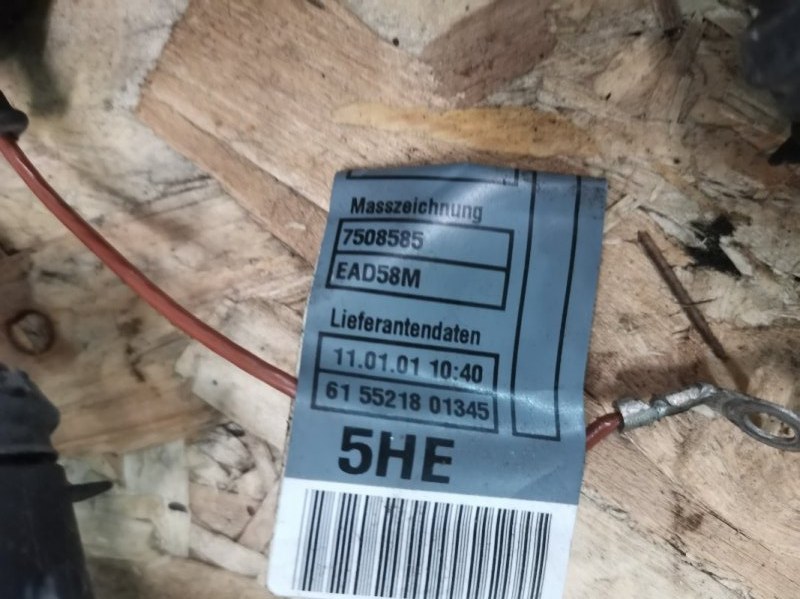 Masszeichnung
7508585
EAD58M
Lieferantendaten
11.01.01 10:40
61 55218 01345
5HE